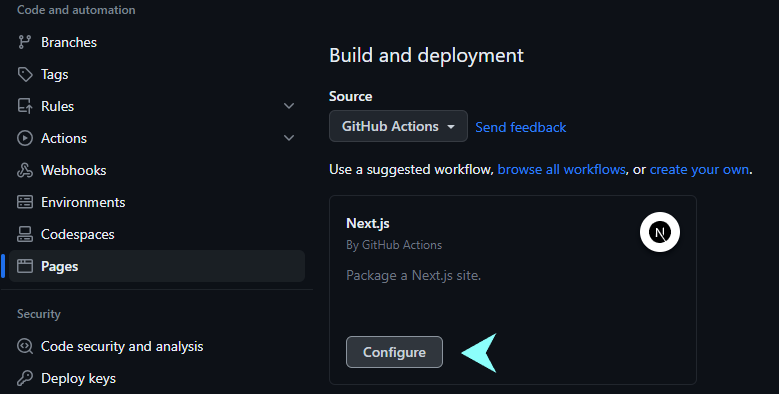 Code and automation
Branches
Tags
Rules
Actions
Webhooks
Environments
Codespaces
Pages
Security
Code security and analysis
Deploy keys
Build and deployment
Source
GitHub Actions Send feedback
Use a suggested workflow, browse all workflows, or create your own.
Next.js
By GitHub Actions
Package a Next.js site.
N
Configure